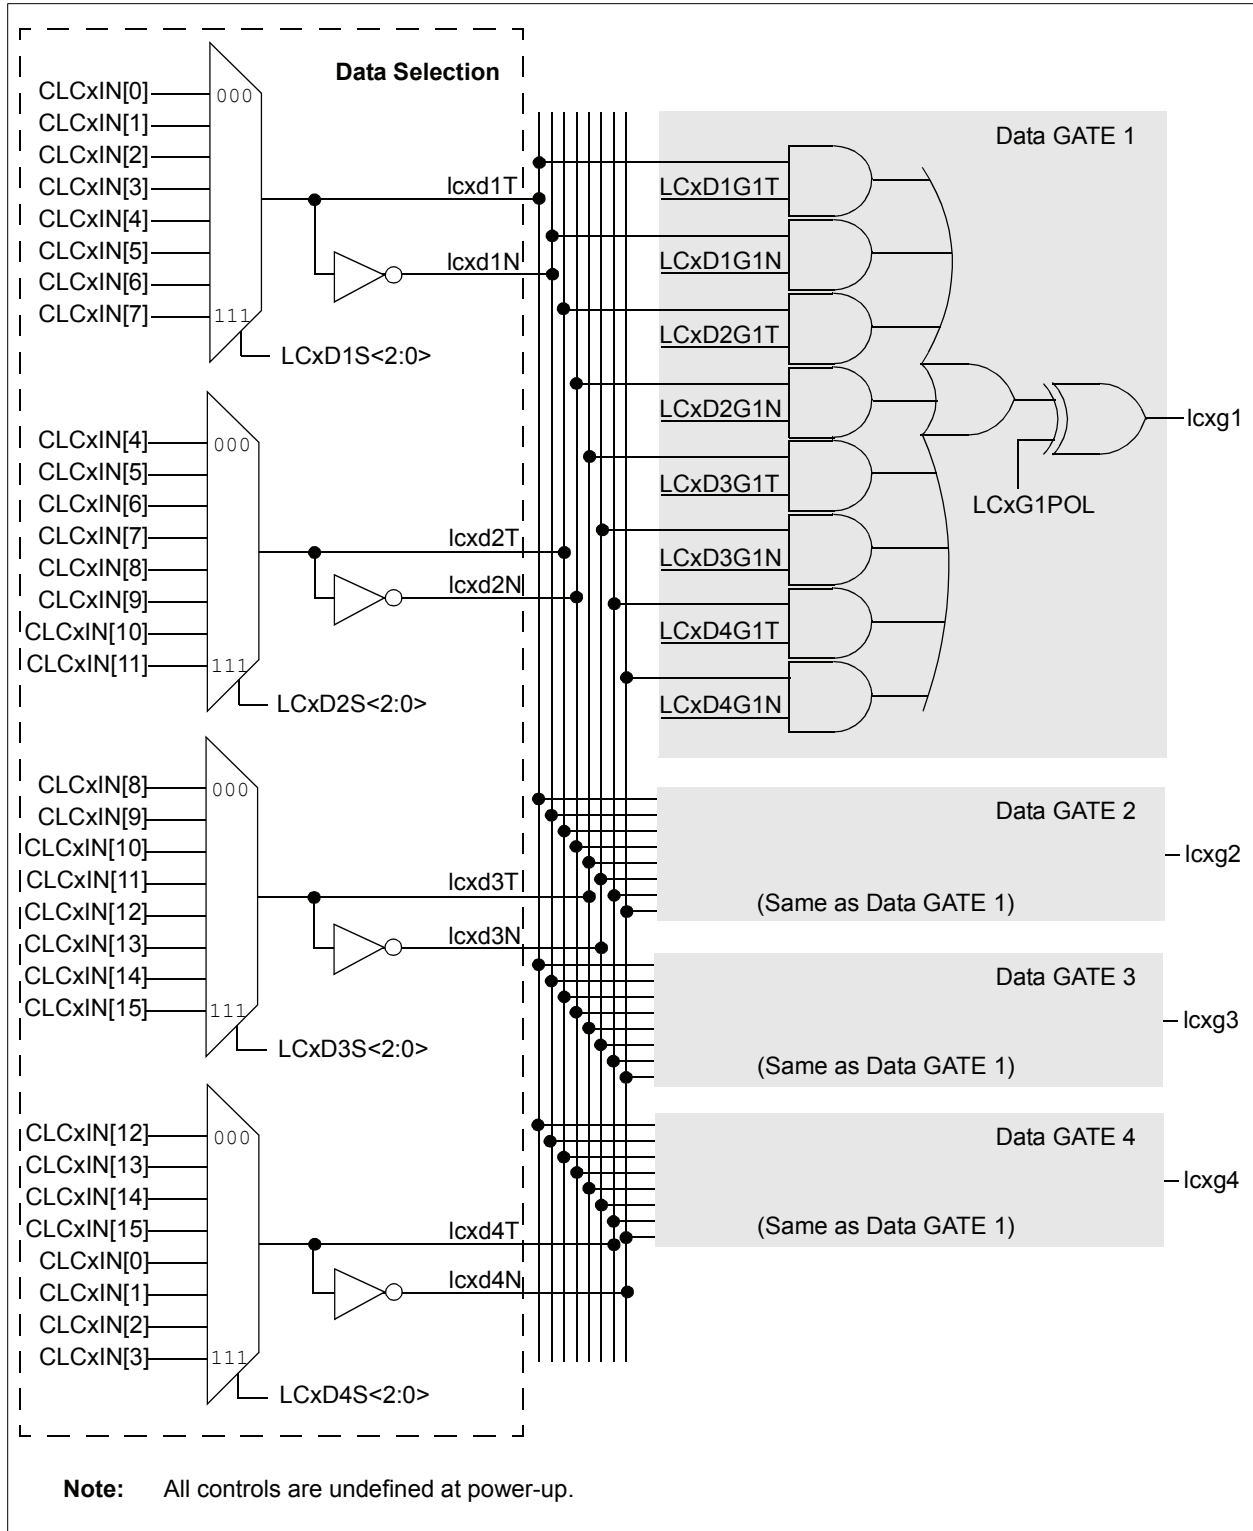 Data Selection
CLCxIN[0]
000
CLCxIN[1]
CLCxIN[2]
CLCxIN[3]
CLCxIN[4]
CLCxIN[5]
CLCxIN[6]
CLCxIN[7]
111
LCxD1S<2:0>
lcxd1T
lcxd1N
CLCxIN[4]
000
CLCxIN[5]
CLCxIN[6]
CLCxIN[7]
CLCxIN[8]
CLCxIN[9]
CLCxIN[10]
CLCxIN[11]
111
LCxD2S<2:0>
lcxd2T
lcxd2N
CLCxIN[8]
000
CLCxIN[9]
CLCxIN[10]
CLCxIN[11]
CLCxIN[12]
CLCxIN[13]
CLCxIN[14]
CLCxIN[15]
111
LCxD3S<2:0>
lcxd3T
lcxd3N
CLCxIN[12]
000
CLCxIN[13]
CLCxIN[14]
CLCxIN[15]
CLCxIN[0]
CLCxIN[1]
CLCxIN[2]
CLCxIN[3]
111
LCxD4S<2:0>
lcxd4T
lcxd4N
Data GATE 1
LCxD1G1T
LCxD1G1N
LCxD2G1T
LCxD2G1N
LCxD3G1T
LCxD3G1N
LCxD4G1T
LCxD4G1N
LCxG1POL
lcxg1
Data GATE 2
(Same as Data GATE 1)
lcxg2
Data GATE 3
(Same as Data GATE 1)
lcxg3
Data GATE 4
(Same as Data GATE 1)
lcxg4
Note: All controls are undefined at power-up.